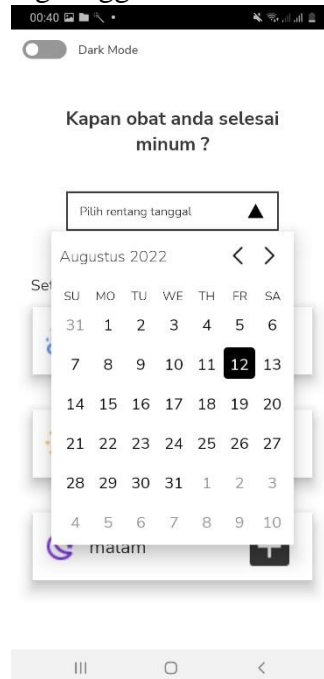 00:40
Dark Mode
Kapan obat anda selesai
minum ?
Pilih rentang tanggal
Augustus 2022
Set
SU MO TU WE TH FR SA
31 1 2 3 4 5 6
7 8 9 10 11 12 13
14 15 16 17 18 19 20
21 22 23 24 25 26 27
28 29 30 31 1 2 3
4 5 6 7 8 9 10
malam